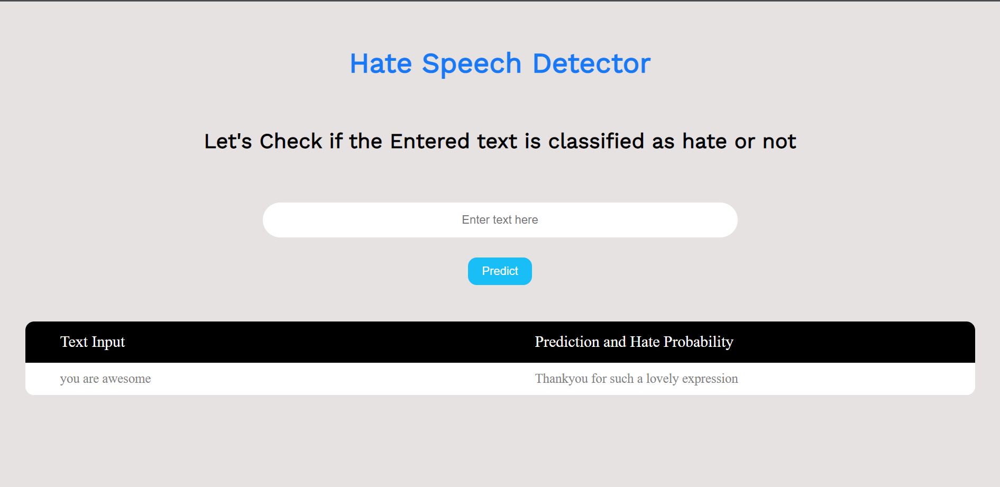 Hate Speech Detector
Let's Check if the Entered text is classified as hate or not
Enter text here
Predict
Text Input Prediction and Hate Probability
you are awesome Thankyou for such a lovely expression